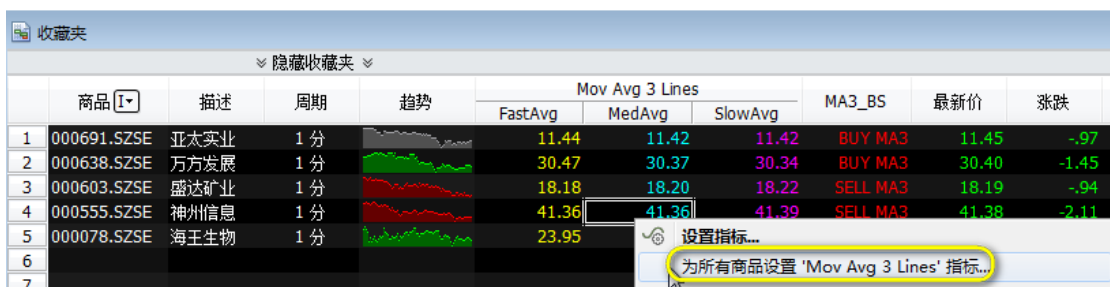 收藏夹
隐藏收藏夹
商品 描述 周期 趋势 Mov Avg 3 Lines MA3_BS 最新价 涨跌
FastAvg MedAvg SlowAvg
1 000691.SZSE 亚太实业 1 分 11.44 11.42 11.42 BUY MA3 11.45 -.97
2 000638.SZSE 万方发展 1 分 30.47 30.37 30.34 BUY MA3 30.40 -1.45
3 000603.SZSE 盛达矿业 1 分 18.18 18.20 18.22 SELL MA3 18.19 -.94
4 000555.SZSE 神州信息 1 分 41.36 41.36 41.39 SELL MA3 41.38 -2.11
5 000078.SZSE 海王生物 1 分 23.95 设置指标...
6 为所有商品设置 'Mov Avg 3 Lines' 指标...
7